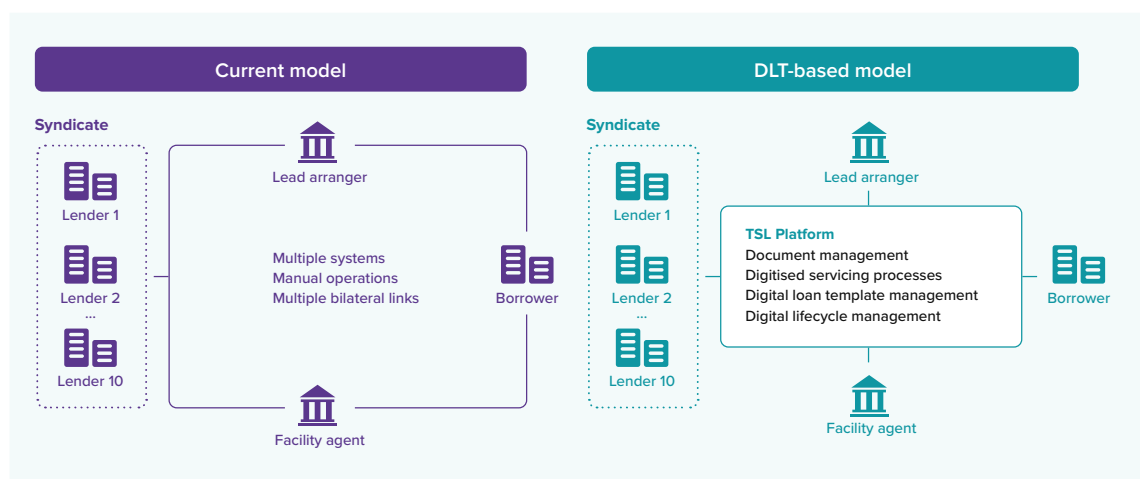 Current model
Syndicate
Lead arranger
Lender 1
Lender 2
...
Lender 10
Multiple systems
Manual operations
Multiple bilateral links
Borrower
Facility agent
DLT-based model
Syndicate
Lead arranger
Lender 1
Lender 2
...
Lender 10
TSL Platform
Document management
Digitised servicing processes
Digital loan template management
Digital lifecycle management
Borrower
Facility agent